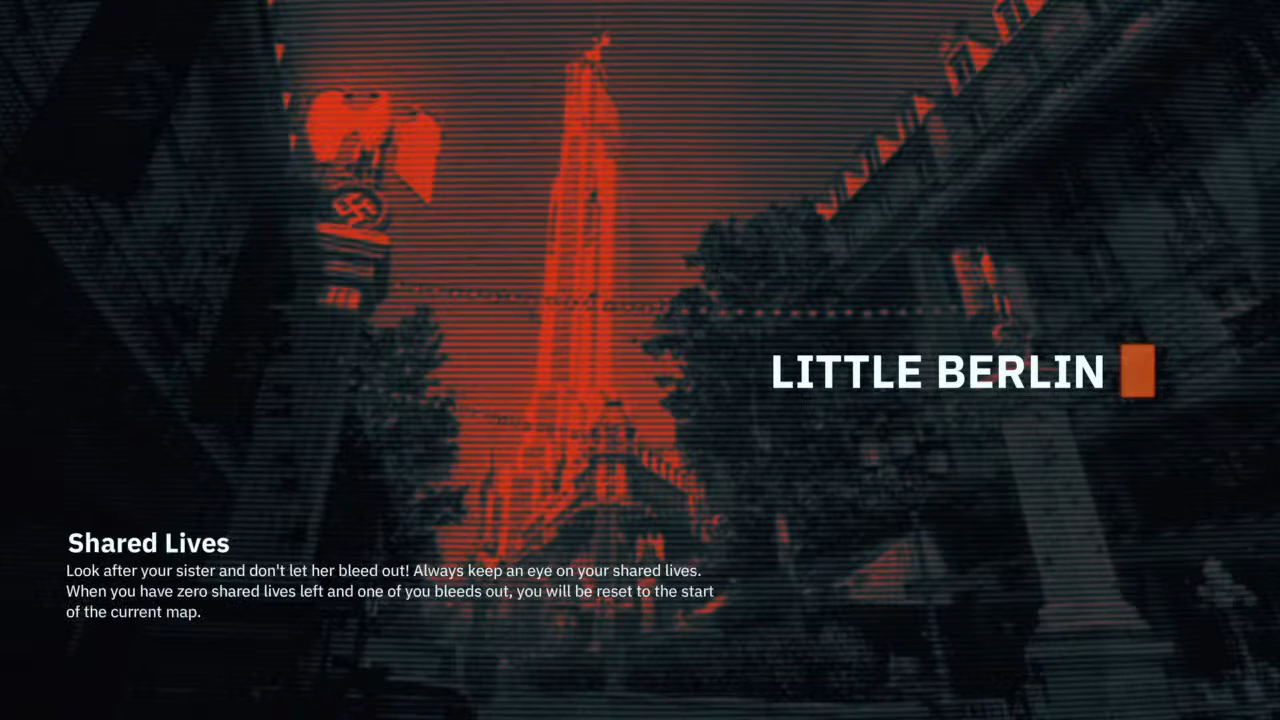 LITTLE BERLIN
Shared Lives
Look after your sister and don't let her bleed out! Always keep an eye on your shared lives.
When you have zero shared lives left and one of you bleeds out, you will be reset to the start
of the current map.